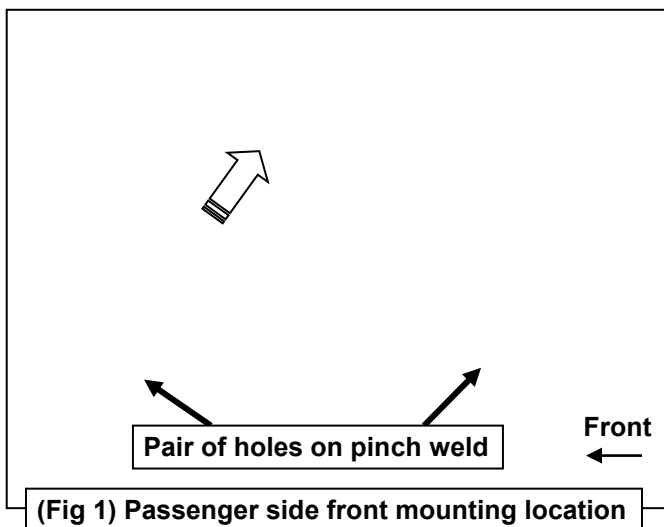 Pair of holes on pinch weld
Front
(Fig 1) Passenger side front mounting location